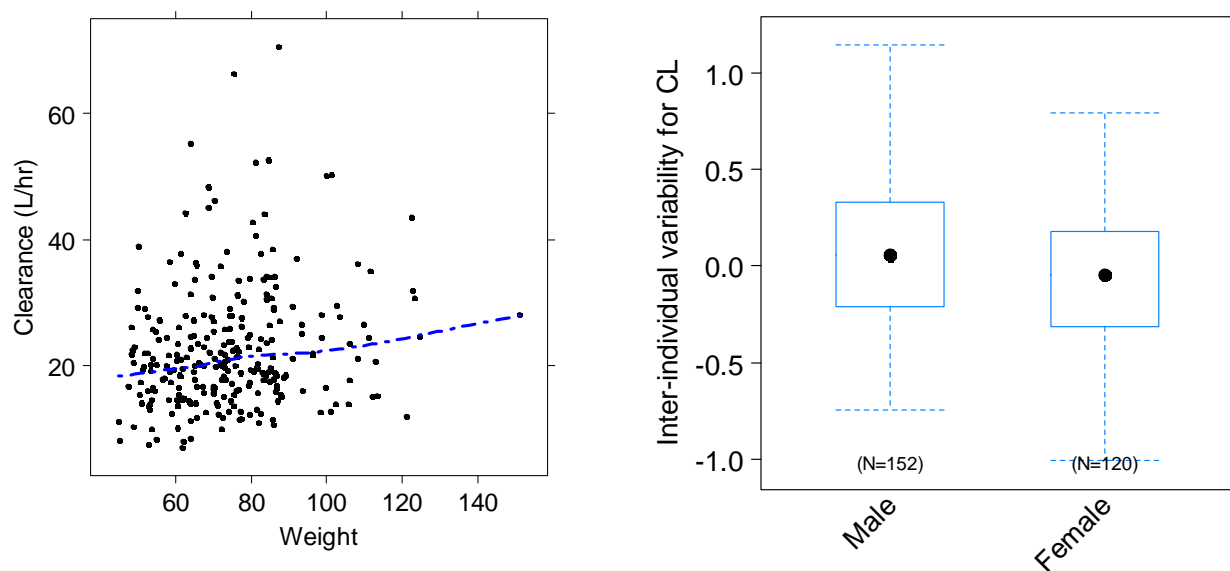 60
40
20
Clearance (L/hr)
60 80 100 120 140
Weight
1.0
0.5
0.0
-0.5
-1.0
Inter-individual variability for CL
(N=152) (N=120)
Male Female